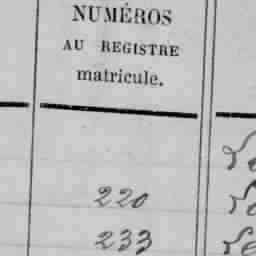 NUMÉROS
AU REGISTRE
matricule.
220
233